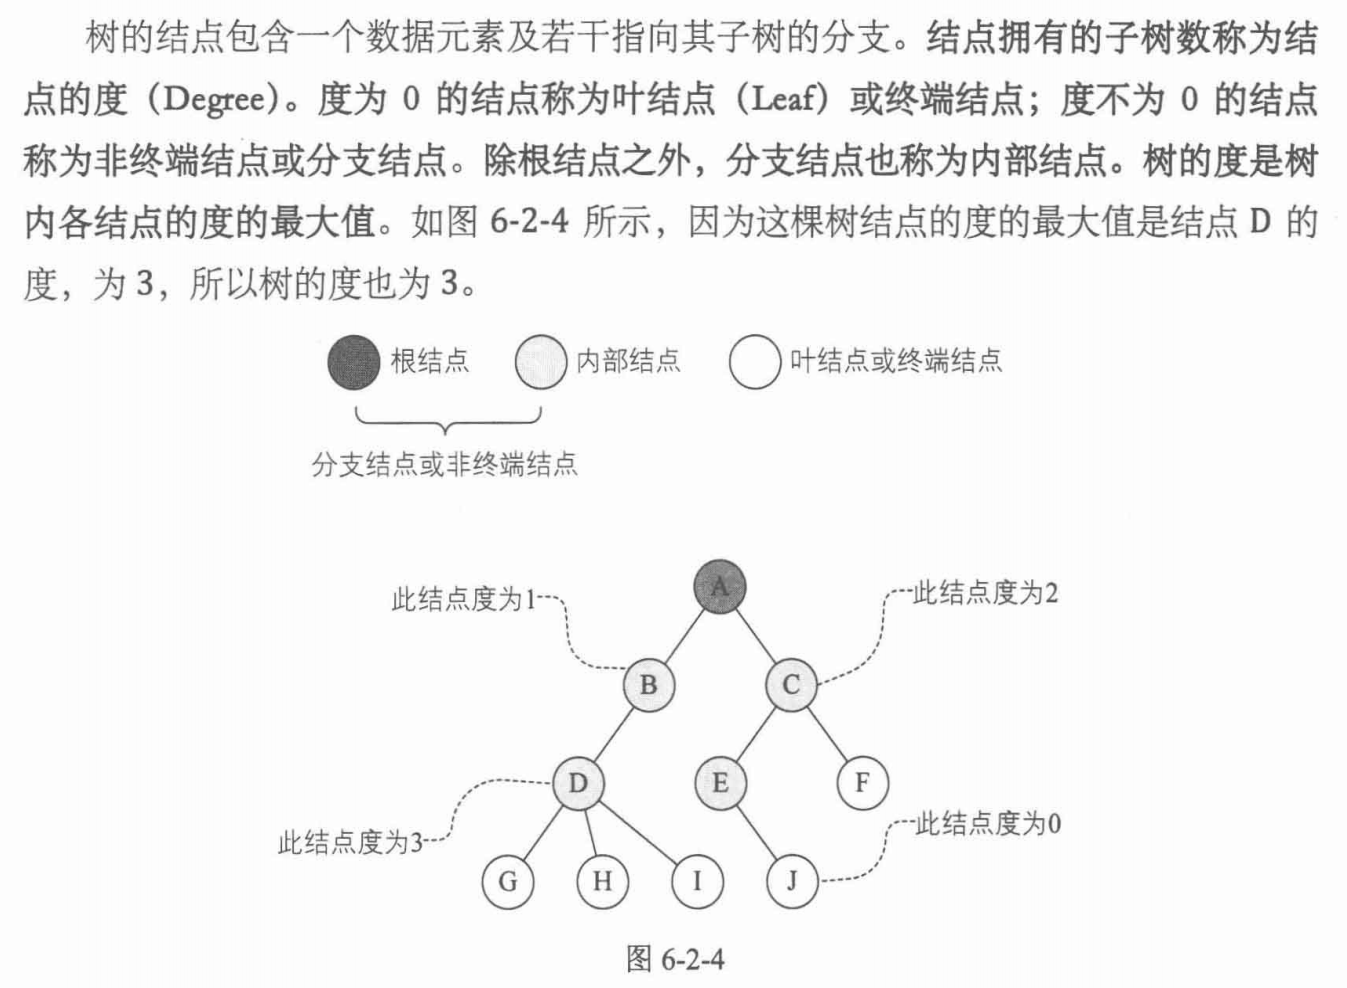 树的结点包含一个数据元素及若干指向其子树的分支。结点拥有的子树数称为结
点的度（Degree）。度为 0 的结点称为叶结点（Leaf）或终端结点；度不为 0 的结点
称为非终端结点或分支结点。除根结点之外，分支结点也称为内部结点。树的度是树
内各结点的度的最大值。如图 6-2-4 所示，因为这棵树结点的度的最大值是结点 D 的
度，为 3，所以树的度也为 3。
根结点 内部结点 叶结点或终端结点
分支结点或非终端结点
A
此结点度为1 此结点度为2
B C
D E F
此结点度为3 此结点度为0
G H I J
图 6-2-4